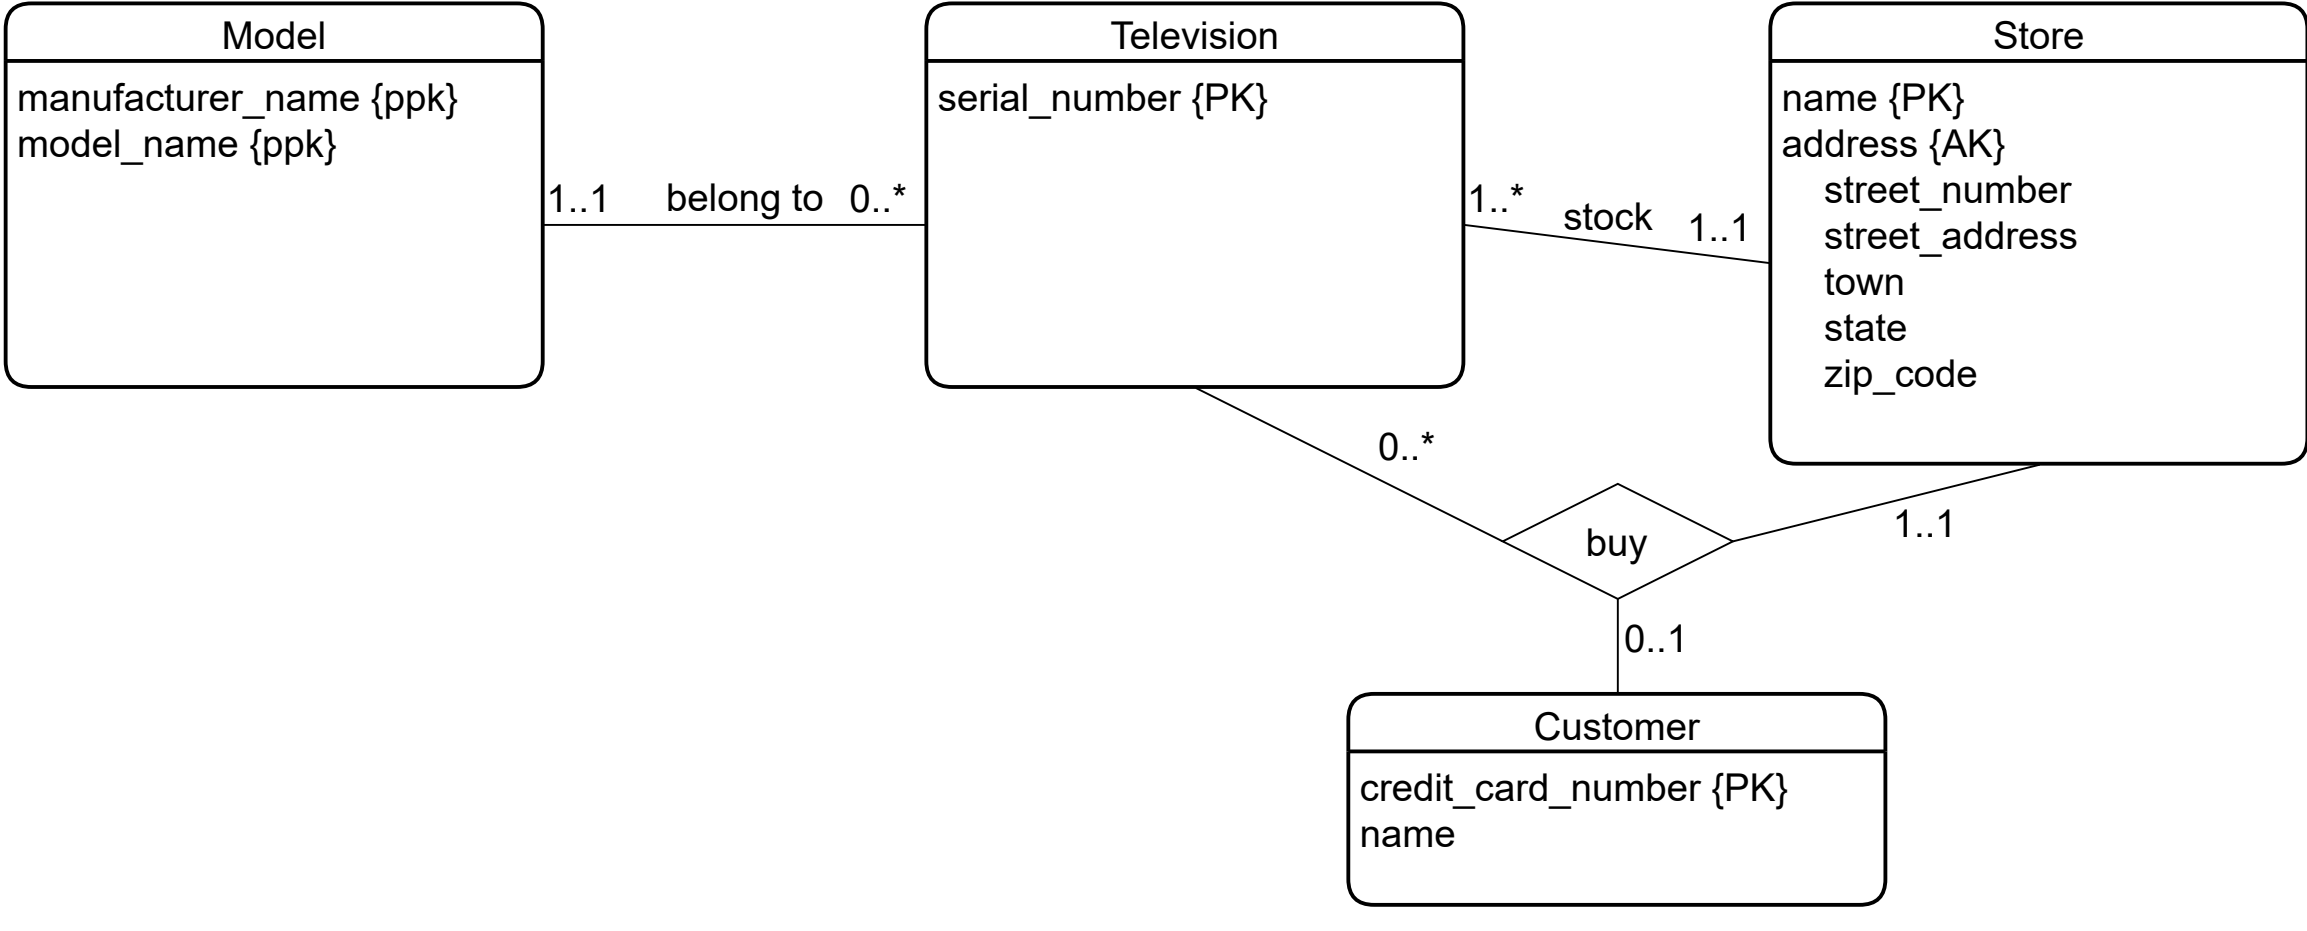 Model
manufacturer_name {ppk}
model_name {ppk}
1..1
belong to
0..*
Television
serial_number {PK}
1..*
stock
1..1
Store
name {PK}
address {AK}
street_number
street_address
town
state
zip_code
0..*
buy
1..1
0..1
Customer
credit_card_number {PK}
name